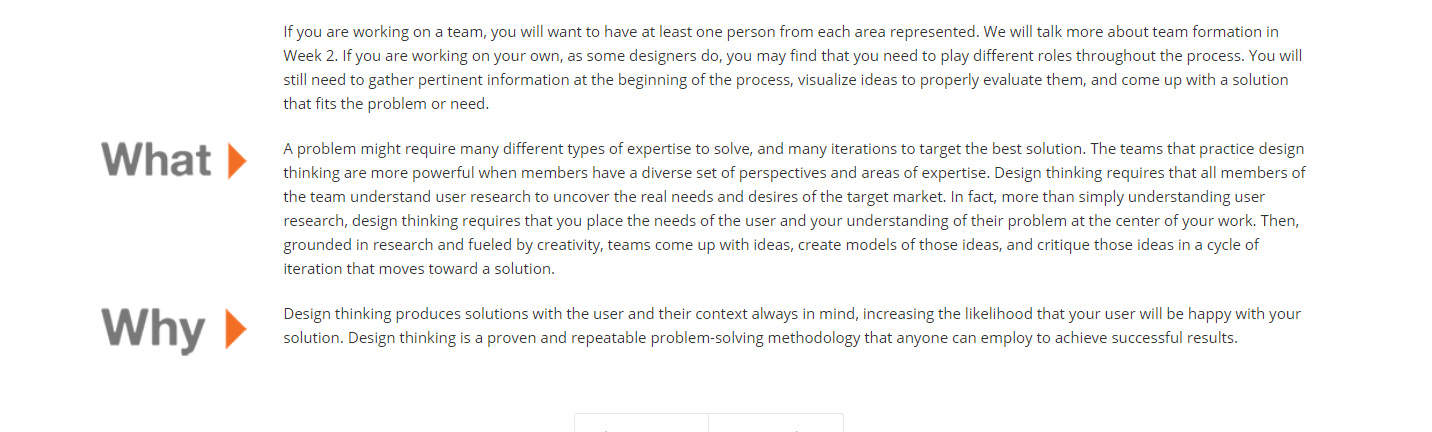 If you are working on a team, you will want to have at least one person from each area represented. We will talk more about team formation in
Week 2. If you are working on your own, as some designers do, you may find that you need to play different roles throughout the process. You will
still need to gather pertinent information at the beginning of the process, visualize ideas to properly evaluate them, and come up with a solution
that fits the problem or need.
What
A problem might require many different types of expertise to solve, and many iterations to target the best solution. The teams that practice design
thinking are more powerful when members have a diverse set of perspectives and areas of expertise. Design thinking requires that all members of
the team understand user research to uncover the real needs and desires of the target market. In fact, more than simply understanding user
research, design thinking requires that you place the needs of the user and your understanding of their problem at the center of your work. Then,
grounded in research and fueled by creativity, teams come up with ideas, create models of those ideas, and critique those ideas in a cycle of
iteration that moves toward a solution.
Why
Design thinking produces solutions with the user and their context always in mind, increasing the likelihood that your user will be happy with your
solution. Design thinking is a proven and repeatable problem-solving methodology that anyone can employ to achieve successful results.